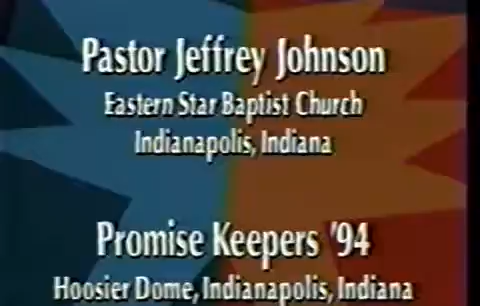 Pastor Jeffrey Johnson
Eastern Star Baptist Church
Indianapolis, Indiana
Promise Keepers '94
Hoosier Dome, Indianapolis, Indiana